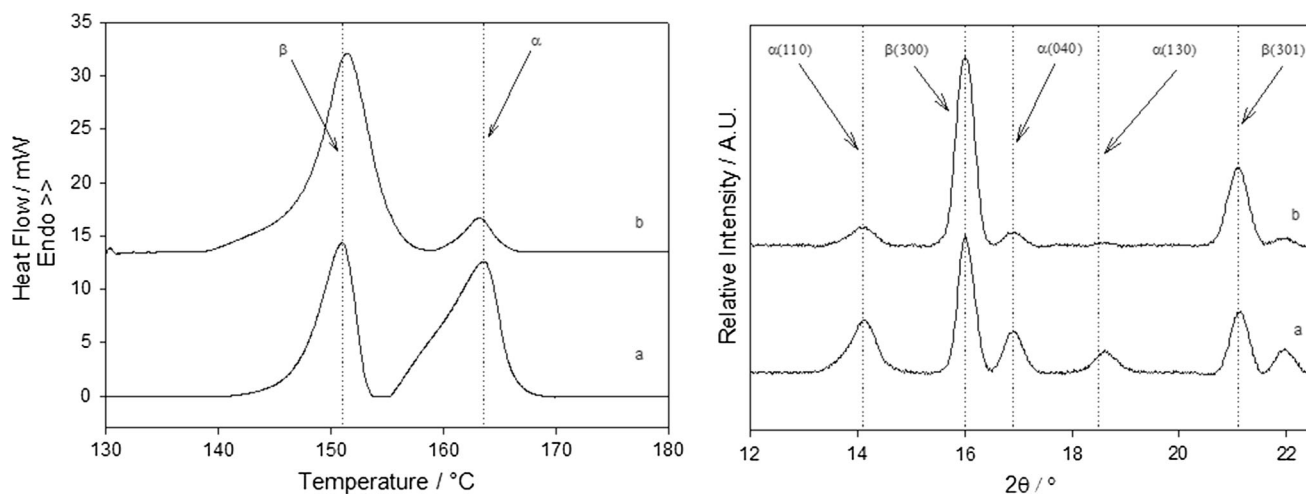 35
30
25
20
15
10
5
0
Heat Flow / mW
Endo >>
β
α
b
a
130 140 150 160 170 180
Temperature / °C
Relative Intensity / A.U.
α(110)
β(300)
α(040)
α(130)
β(301)
b
a
12 14 16 18 20 22
2θ / °